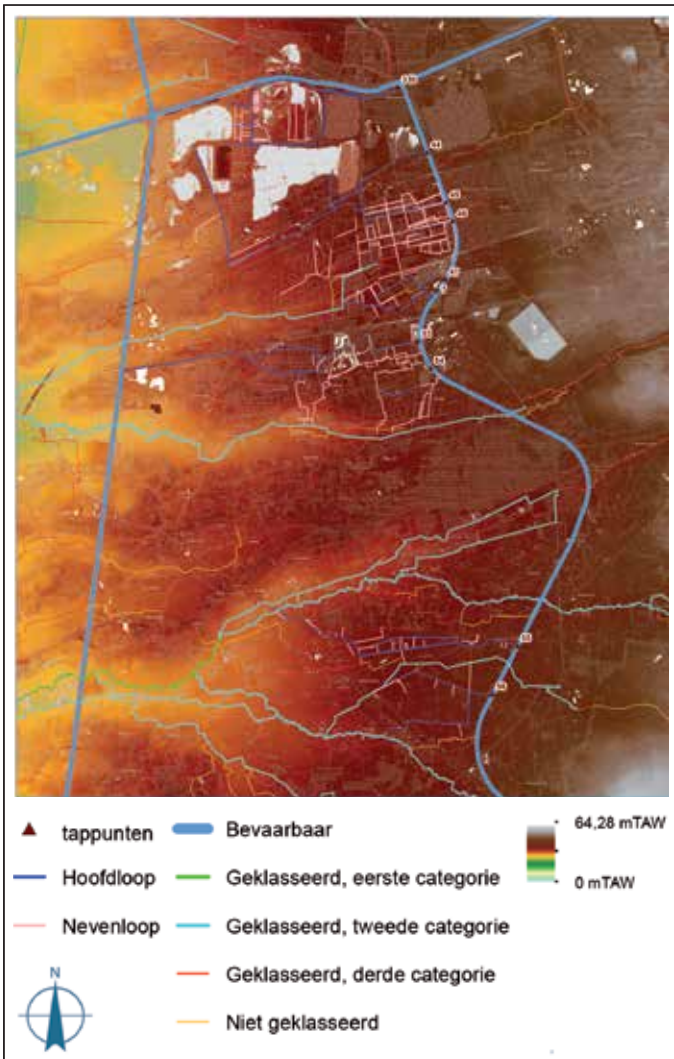 tappunten
Bevaarbaar
64,28 mTAW
Hoofdloop
Geklasseerd, eerste categorie
0 mTAW
Nevenloop
Geklasseerd, tweede categorie
Geklasseerd, derde categorie
N
Niet geklasseerd